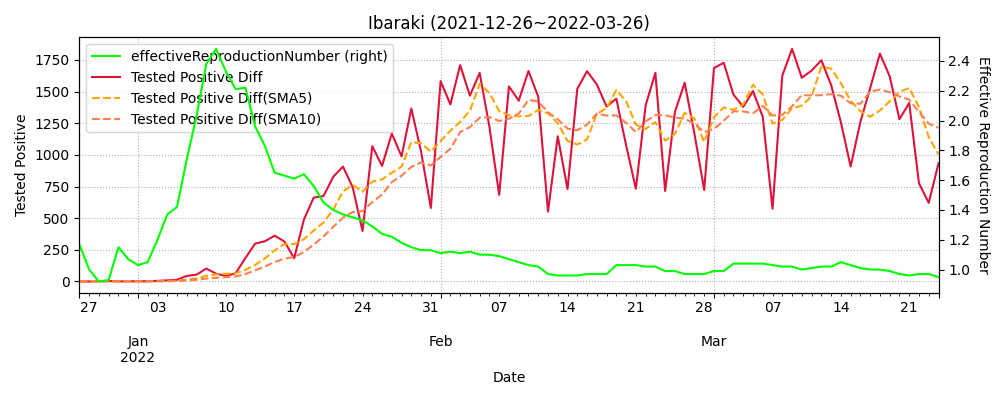 Ibaraki (2021-12-26~2022-03-26)
effectiveReproductionNumber (right)
Tested Positive Diff
Tested Positive Diff(SMA5)
Tested Positive Diff(SMA10)
Tested Positive
1750
1500
1250
1000
750
500
250
0
2.4
2.2
2.0
1.8
1.6
1.4
1.2
1.0
Effective Reproduction Number
27 03 10 17 24 31 07 14 21 28 07 14 21
Jan Feb Mar
2022
Date